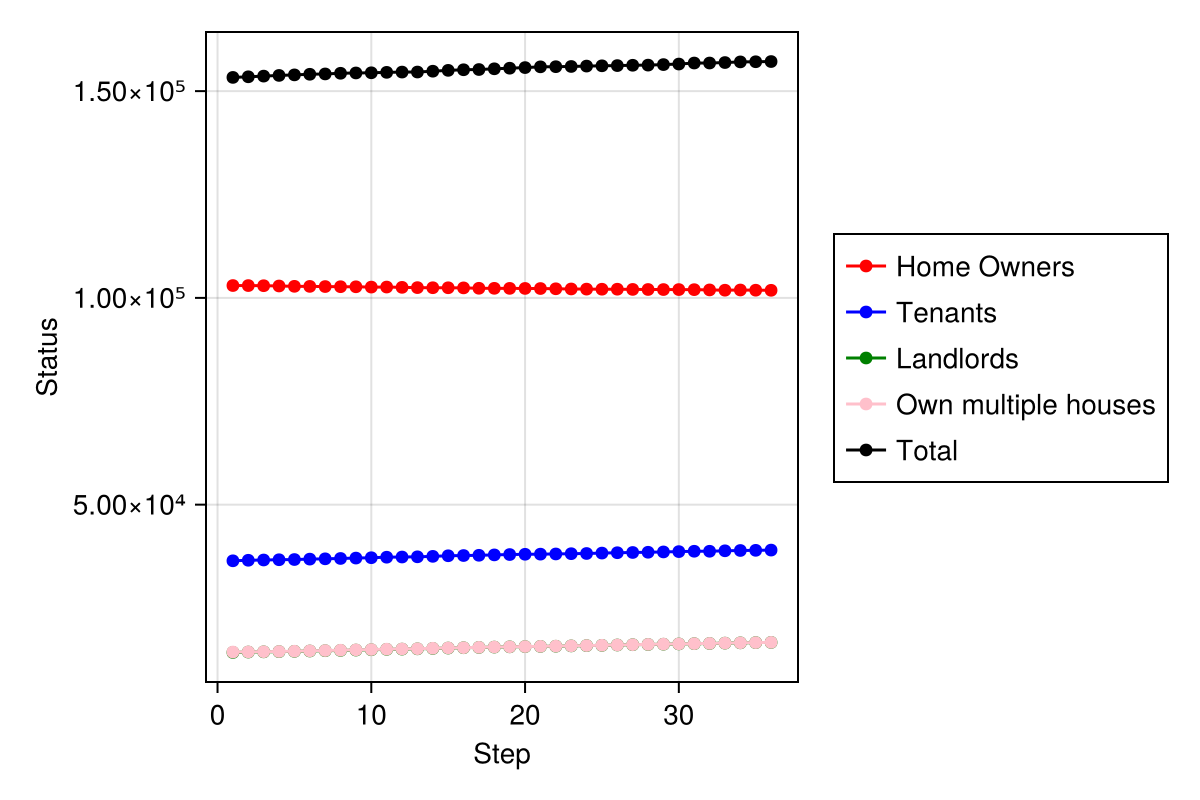 1.50×10⁵
1.00×10⁵
5.00×10⁴
Status
0 10 20 30
Step
Home Owners
Tenants
Landlords
Own multiple houses
Total